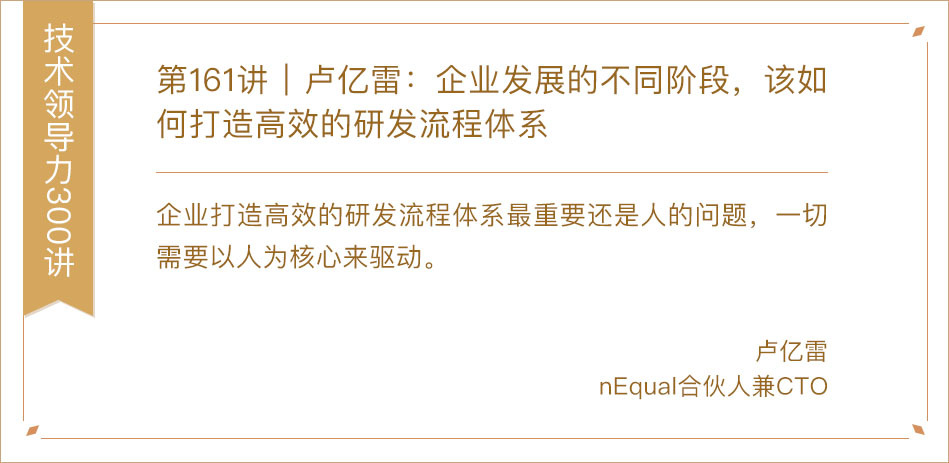 技术领导力300讲
第161讲｜卢亿雷：企业发展的不同阶段，该如
何打造高效的研发流程体系
企业打造高效的研发流程体系最重要还是人的问题，一切
需要以人为核心来驱动。
卢亿雷
nEqual合伙人兼CTO